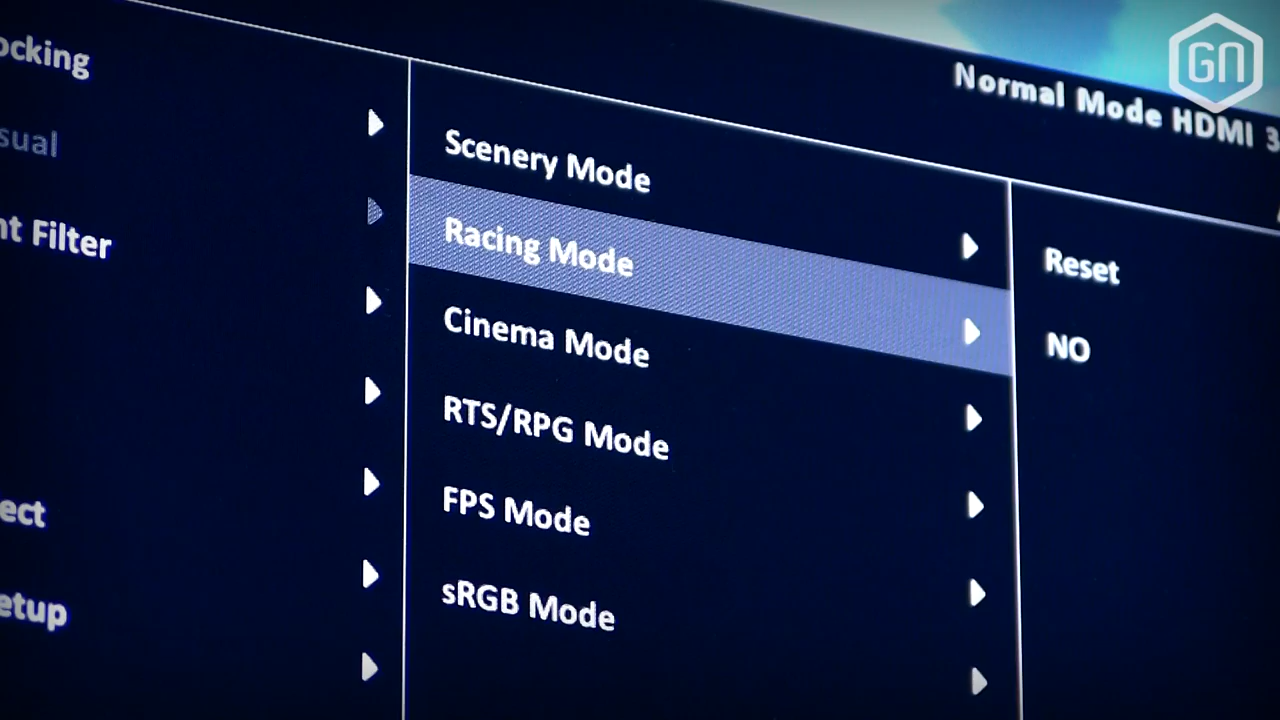 GN
Normal Mode HDMI 3
ocking
sual
nt Filter
ect
etup
Scenery Mode
Racing Mode
Cinema Mode
RTS/RPG Mode
FPS Mode
sRGB Mode
Reset
NO